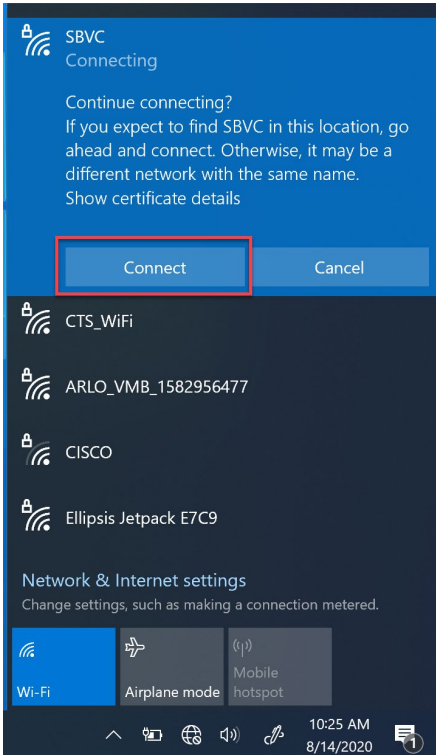 SBVC
Connecting
Continue connecting?
If you expect to find SBVC in this location, go
ahead and connect. Otherwise, it may be a
different network with the same name.
Show certificate details
Connect
Cancel
CTS_WiFi
ARLO_VMB_1582956477
CISCO
Ellipsis Jetpack E7C9
Network & Internet settings
Change settings, such as making a connection metered.
Wi-Fi
Airplane mode
Mobile
hotspot
10:25 AM
8/14/2020
1